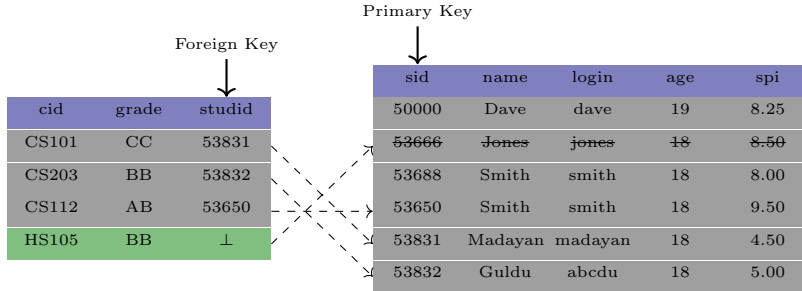 Primary Key
Foreign Key
cid grade studid
CS101 CC 53831
CS203 BB 53832
CS112 AB 53650
HS105 BB ⊥
sid name login age spi
50000 Dave dave 19 8.25
53666 Jones jones 18 8.50
53688 Smith smith 18 8.00
53650 Smith smith 18 9.50
53831 Madayan madayan 18 4.50
53832 Guldu abcdu 18 5.00